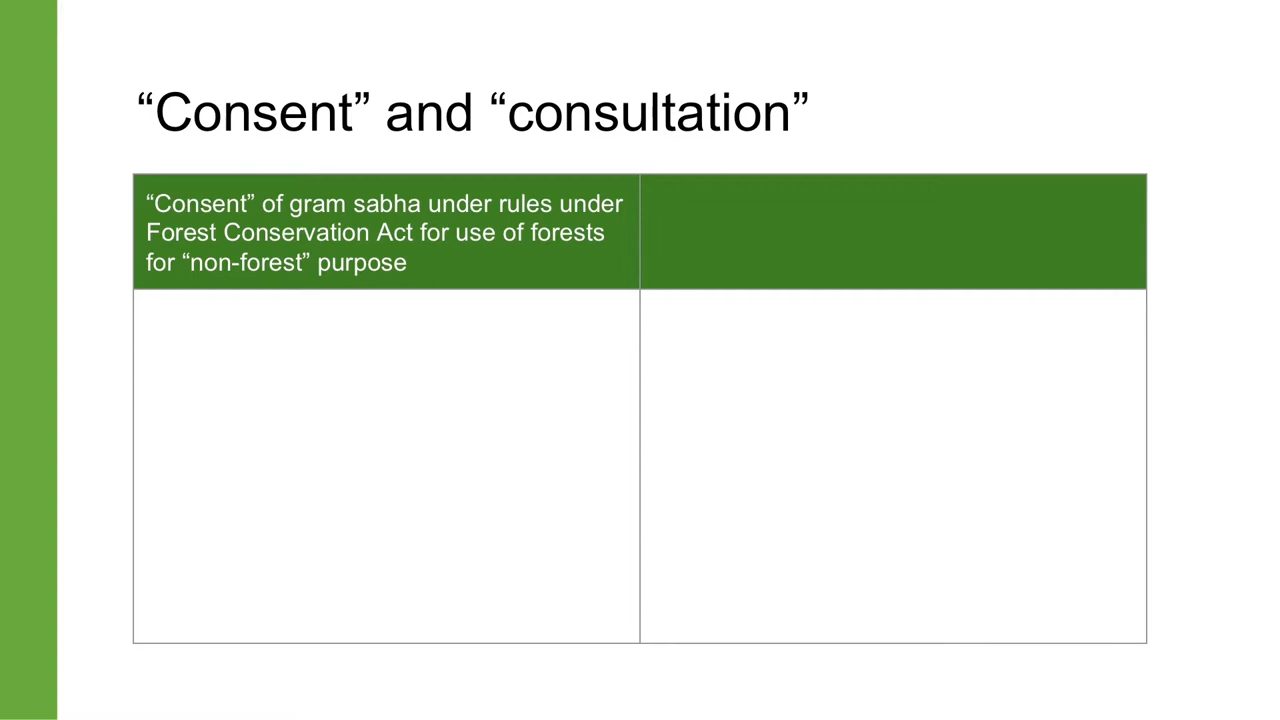 “Consent” and “consultation”
“Consent” of gram sabha under rules under
Forest Conservation Act for use of forests
for “non-forest” purpose